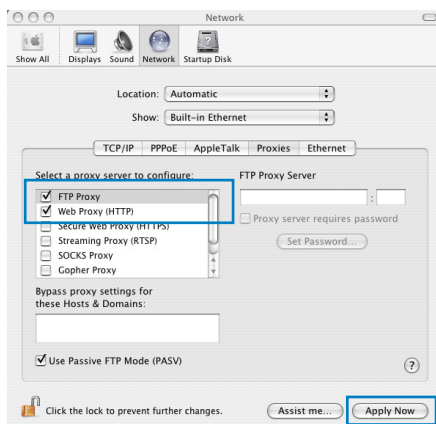 Network
Show All Displays Sound Network Startup Disk
Location: Automatic
Show: Built-in Ethernet
TCP/IP PPPoE AppleTalk Proxies Ethernet
Select a proxy server to configure: FTP Proxy Server
FTP Proxy :
Web Proxy (HTTP) Proxy server requires password
Secure Web Proxy (HTTPS)
Streaming Proxy (RTSP) Set Password...
SOCKS Proxy
Gopher Proxy
Bypass proxy settings for
these Hosts & Domains:
Use Passive FTP Mode (PASV) ?
Click the lock to prevent further changes. Assist me... Apply Now